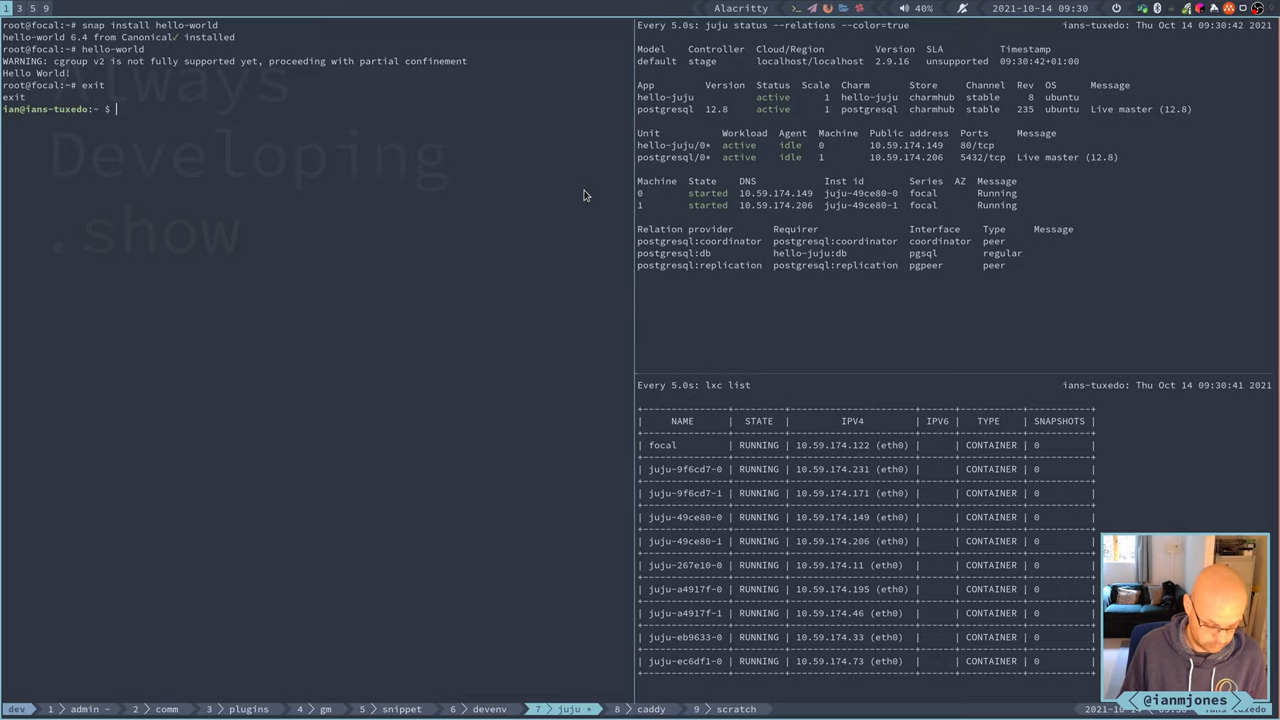 1 3 5 9
Alacritty
40%
2021-10-14 09:30
root@focal:~# snap install hello-world
hello-world 6.4 from Canonical✓ installed
root@focal:~# hello-world
WARNING: cgroup v2 is not fully supported yet, proceeding with partial confinement
Hello World!
root@focal:~# exit
exit
ian@ians-tuxedo:~ $
Always
Developing
.show
Every 5.0s: juju status --relations --color=true ians-tuxedo: Thu Oct 14 09:30:42 2021
Model Controller Cloud/Region Version SLA Timestamp
default stage localhost/localhost 2.9.16 unsupported 09:30:42+01:00
App Version Status Scale Charm Store Channel Rev OS Message
hello-juju active 1 hello-juju charmhub stable 8 ubuntu
postgresql 12.8 active 1 postgresql charmhub stable 235 ubuntu Live master (12.8)
Unit Workload Agent Machine Public address Ports Message
hello-juju/0* active idle 0 10.59.174.149 80/tcp
postgresql/0* active idle 1 10.59.174.206 5432/tcp Live master (12.8)
Machine State DNS Inst id Series AZ Message
0 started 10.59.174.149 juju-49ce80-0 focal Running
1 started 10.59.174.206 juju-49ce80-1 focal Running
Relation provider Requirer Interface Type Message
postgresql:coordinator postgresql:coordinator coordinator peer
postgresql:db hello-juju:db pgsql regular
postgresql:replication postgresql:replication pgpeer peer
Every 5.0s: lxc list ians-tuxedo: Thu Oct 14 09:30:41 2021
| NAME | STATE | IPV4 | IPV6 | TYPE | SNAPSHOTS |
| focal | RUNNING | 10.59.174.122 (eth0) | | CONTAINER | 0 |
| juju-9f6cd7-0 | RUNNING | 10.59.174.231 (eth0) | | CONTAINER | 0 |
| juju-9f6cd7-1 | RUNNING | 10.59.174.171 (eth0) | | CONTAINER | 0 |
| juju-49ce80-0 | RUNNING | 10.59.174.149 (eth0) | | CONTAINER | 0 |
| juju-49ce80-1 | RUNNING | 10.59.174.206 (eth0) | | CONTAINER | 0 |
| juju-267e10-0 | RUNNING | 10.59.174.11 (eth0) | | CONTAINER | 0 |
| juju-a4917f-0 | RUNNING | 10.59.174.195 (eth0) | | CONTAINER | 0 |
| juju-a4917f-1 | RUNNING | 10.59.174.46 (eth0) | | CONTAINER | 0 |
| juju-eb9633-0 | RUNNING | 10.59.174.33 (eth0) | | CONTAINER | 0 |
| juju-ec6df1-0 | RUNNING | 10.59.174.73 (eth0) | | CONTAINER | 0 |
@ianmjones
dev 1 admin - 2 comm 3 plugins 4 gm 5 snippet 6 devenv 7 juju * 8 caddy 9 scratch